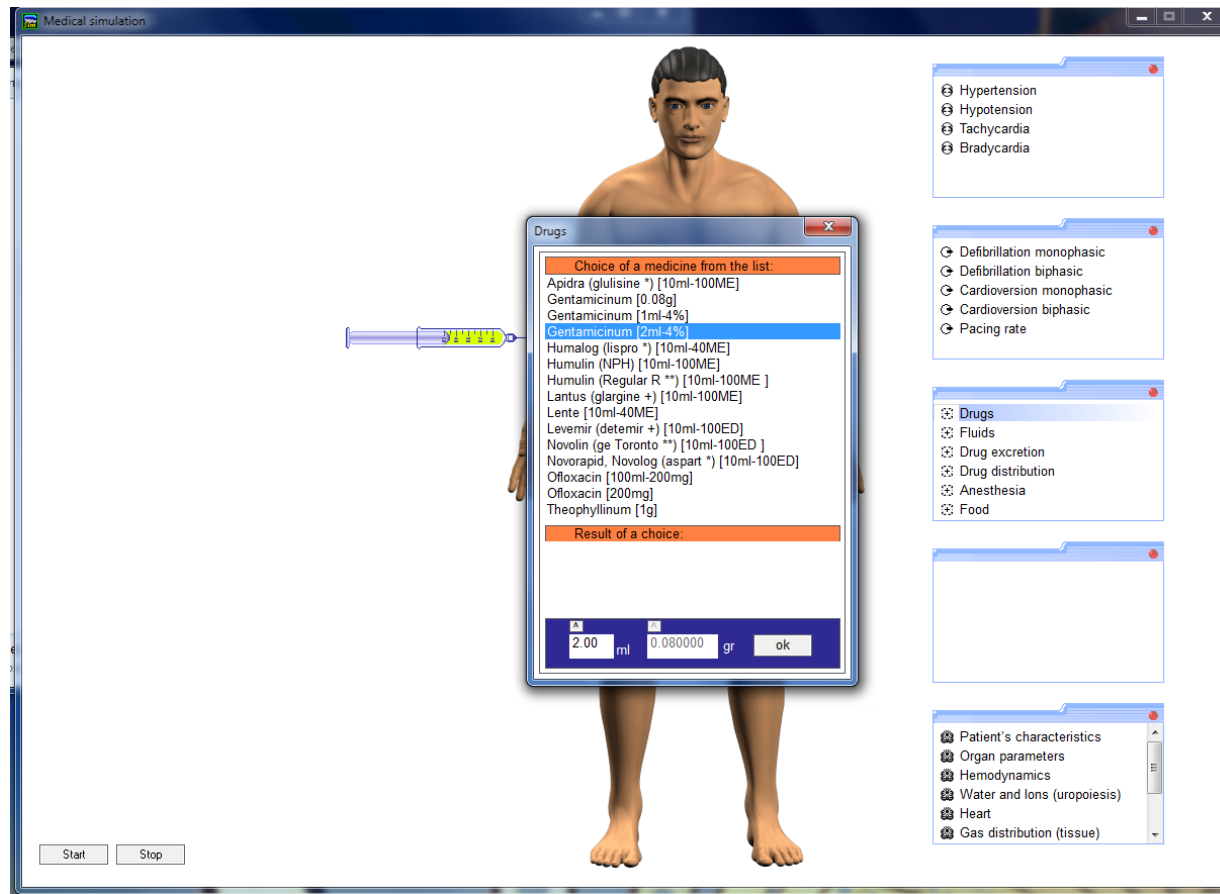 Medical simulation
Hypertension
Hypotension
Tachycardia
Bradycardia
Defibrillation monophasic
Defibrillation biphasic
Cardioversion monophasic
Cardioversion biphasic
Pacing rate
Drugs
Choice of a medicine from the list:
Apidra (glulisine *) [10ml-100ME]
Gentamicinum [0.08g]
Gentamicinum [1ml-4%]
Gentamicinum [2ml-4%]
Humalog (lispro *) [10ml-40ME]
Humulin (NPH) [10ml-100ME]
Humulin (Regular R **) [10ml-100ME ]
Lantus (glargine +) [10ml-100ME]
Lente [10ml-40ME]
Levemir (detemir +) [10ml-100ED]
Novolin (ge Toronto **) [10ml-100ED ]
Novorapid, Novolog (aspart *) [10ml-100ED]
Ofloxacin [100ml-200mg]
Ofloxacin [200mg]
Theophyllinum [1g]
Result of a choice:
2.00 ml 0.080000 gr ok
Drugs
Fluids
Drug excretion
Drug distribution
Anesthesia
Food
Patient's characteristics
Organ parameters
Hemodynamics
Water and Ions (uropoiesis)
Heart
Gas distribution (tissue)
Start Stop